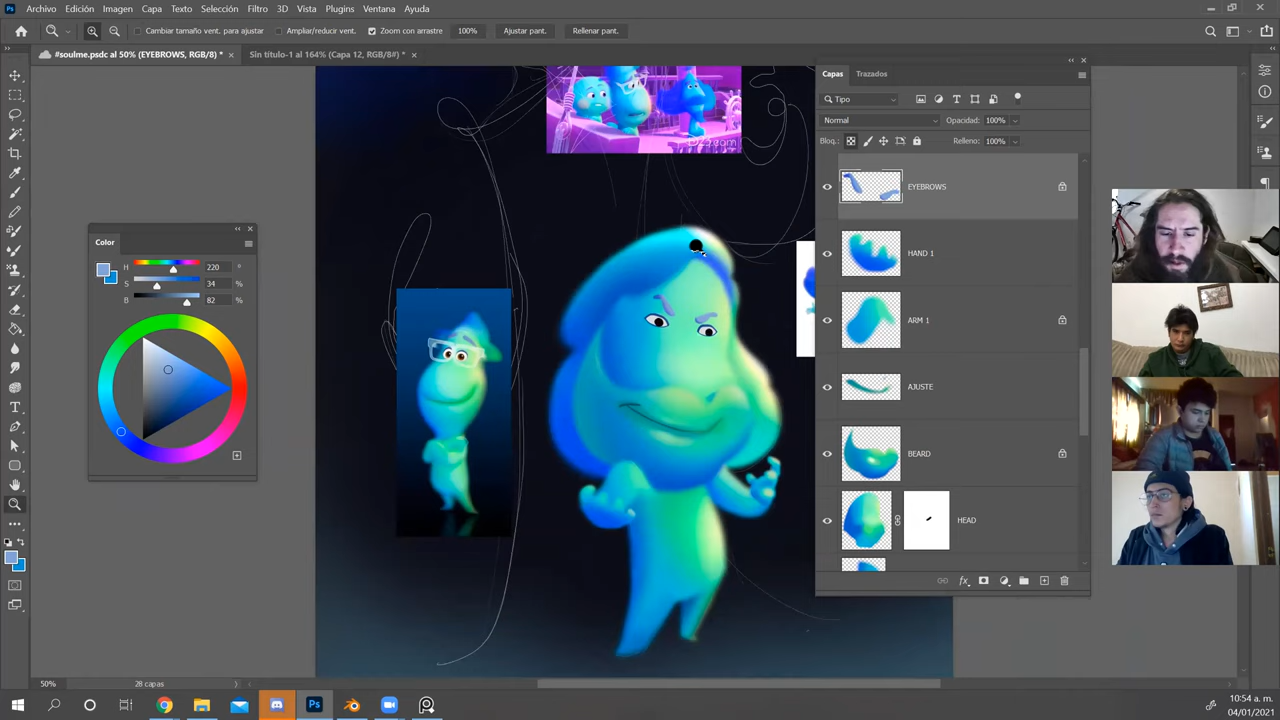 Ps Archivo Edición Imagen Capa Texto Selección Filtro 3D Vista Plugins Ventana Ayuda
Cambiar tamaño vent. para ajustar Ampliar/reducir vent. Zoom con arrastre 100% Ajustar pant. Rellenar pant.
#soulme.psdc al 50% (EYEBROWS, RGB/8) * × Sin título-1 al 164% (Capa 12, RGB/8#) * ×
Capas Trazados
Tipo
Normal Opacidad: 100%
Bloq.: Relleno: 100%
EYEBROWS
HAND 1
ARM 1
AJUSTE
BEARD
HEAD
Color
H 220 °
S 34
B 82
50% 28 capas
Ps
10:54 a. m.
04/01/2021